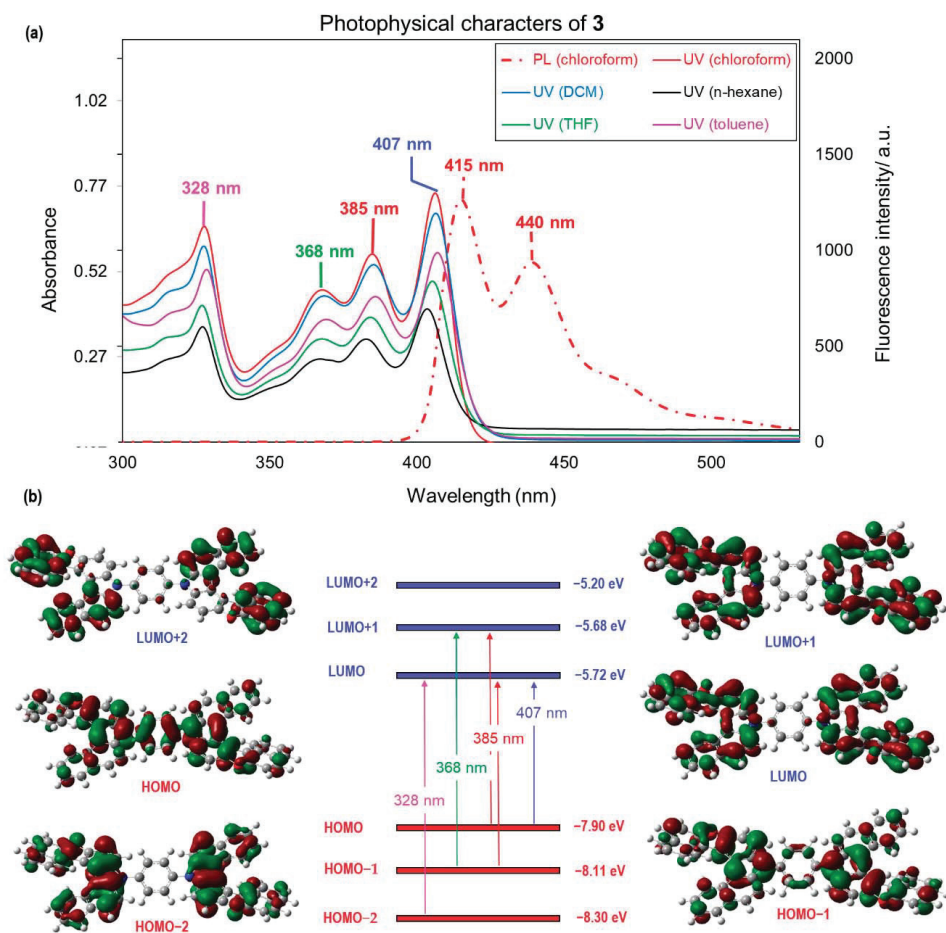 Photophysical characters of 3
(a)
PL (chloroform)
UV (chloroform)
UV (DCM)
UV (n-hexane)
UV (THF)
UV (toluene)
Absorbance
1.02
0.77
0.52
0.27
328 nm
368 nm
385 nm
407 nm
415 nm
440 nm
2000
1500
1000
500
0
Fluorescence intensity/ a.u.
300
350
400
450
500
Wavelength (nm)
(b)
LUMO+2
HOMO
HOMO−2
LUMO+2
−5.20 eV
LUMO+1
−5.68 eV
LUMO
−5.72 eV
407 nm
385 nm
368 nm
328 nm
HOMO
−7.90 eV
HOMO−1
−8.11 eV
HOMO−2
−8.30 eV
LUMO+1
LUMO
HOMO−1